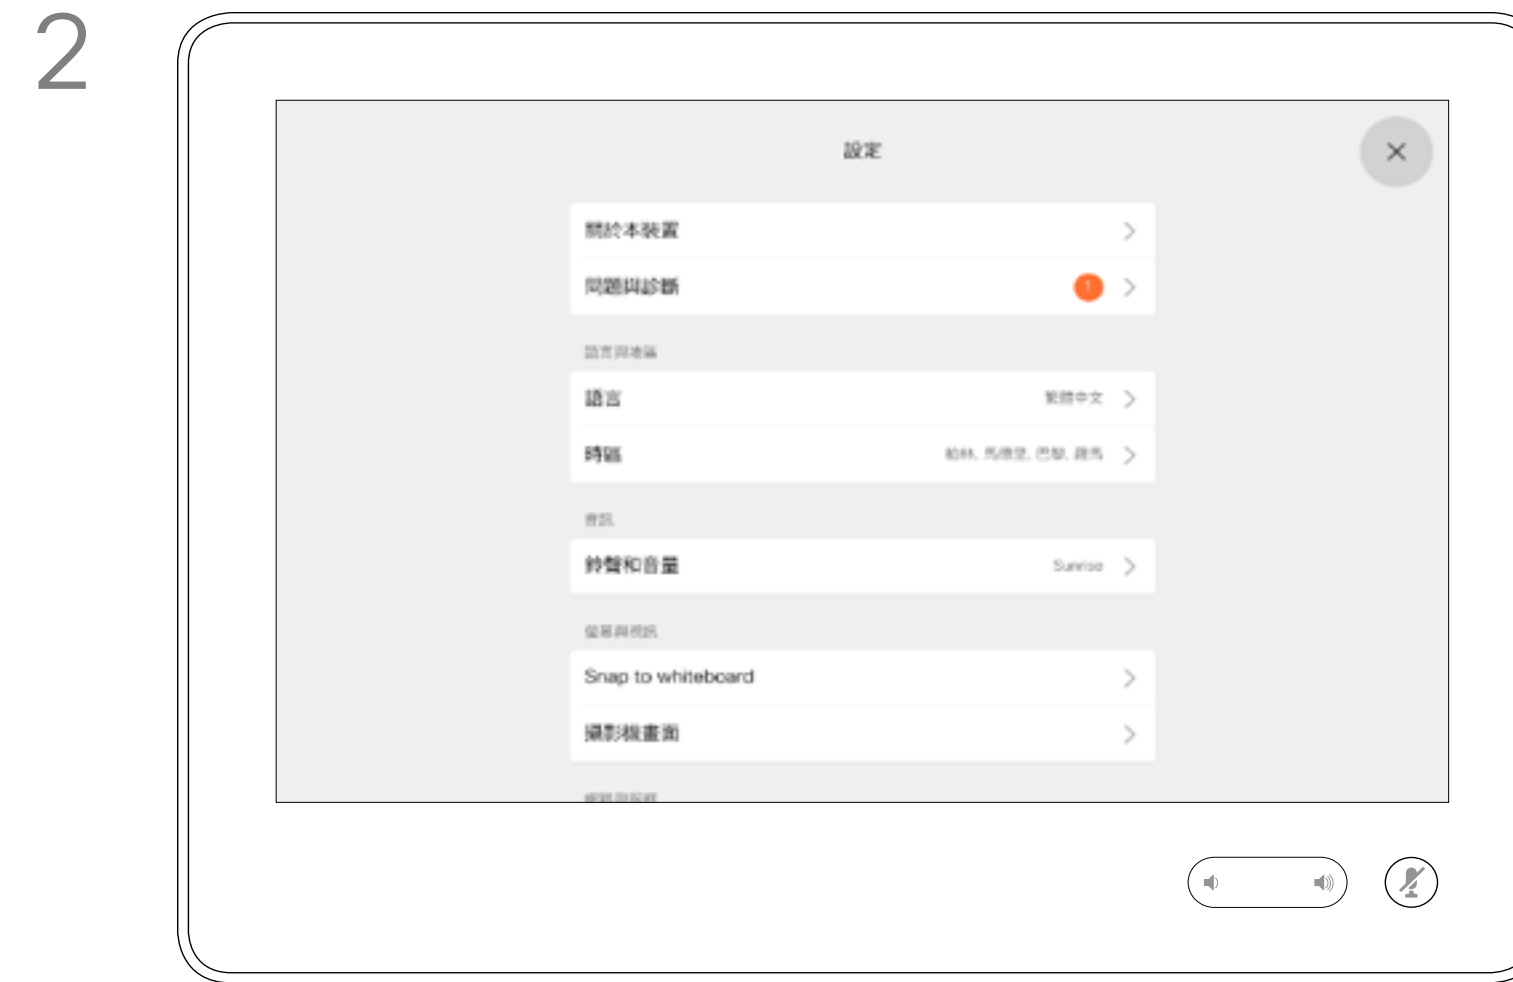 2
設定
關於本裝置
問題與診斷 1
語言與地區
語言 繁體中文
時區 柏林, 馬德里, 巴黎, 羅馬
音訊
鈴聲和音量 Sunrise
螢幕與視訊
Snap to whiteboard
攝影機畫面